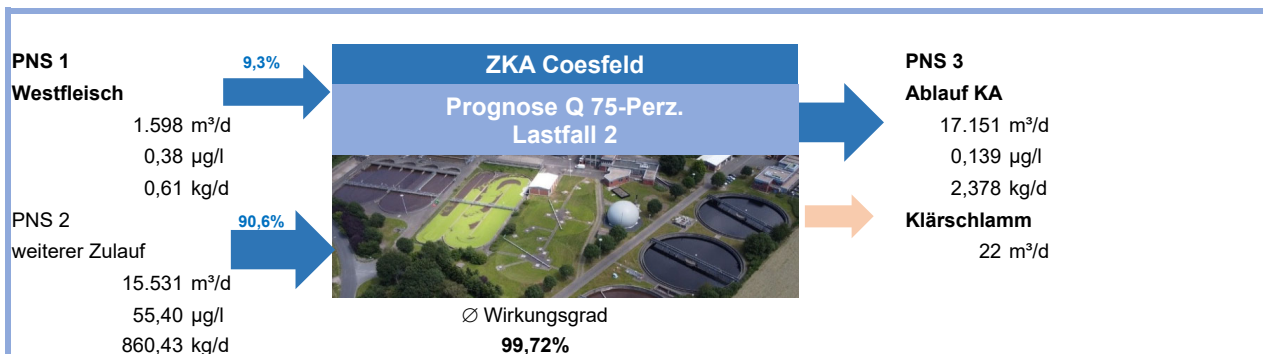 PNS 1
Westfleisch
1.598 m³/d
0,38 µg/l
0,61 kg/d
9,3%
PNS 2
weiterer Zulauf
15.531 m³/d
55,40 µg/l
860,43 kg/d
90,6%
ZKA Coesfeld
Prognose Q 75-Perz.
Lastfall 2
∅ Wirkungsgrad
99,72%
PNS 3
Ablauf KA
17.151 m³/d
0,139 µg/l
2,378 kg/d
Klärschlamm
22 m³/d